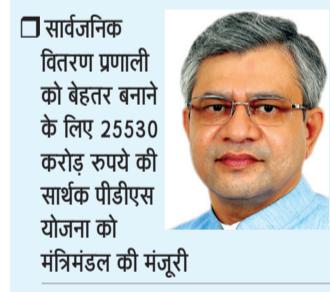 ❒ सार्वजनिक
वितरण प्रणाली
को बेहतर बनाने
के लिए 25530
करोड़ रुपये की
सार्थक पीडीएस
योजना को
मंत्रिमंडल की मंजूरी